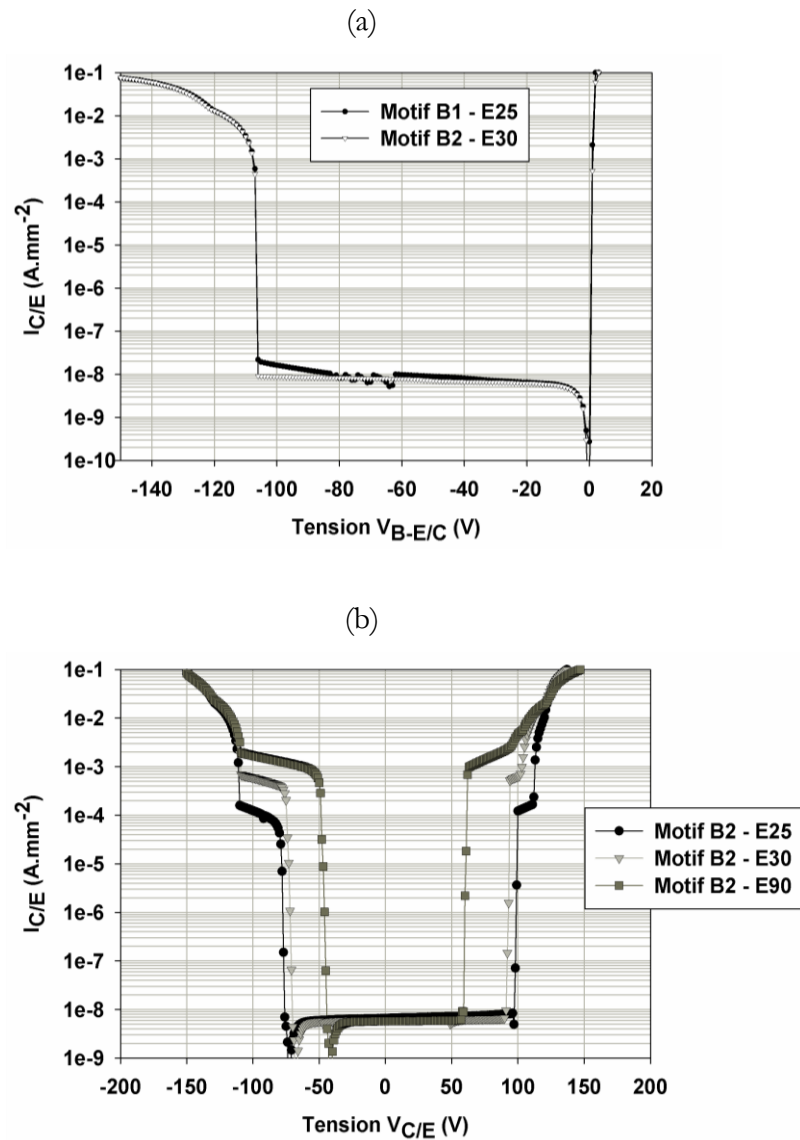 (a)
1e-1
1e-2
1e-3
1e-4
1e-5
1e-6
1e-7
1e-8
1e-9
1e-10
I_C/E (A.mm^-2)
Motif B1 - E25
Motif B2 - E30
-140 -120 -100 -80 -60 -40 -20 0 20
Tension V_B-E/C (V)
(b)
1e-1
1e-2
1e-3
1e-4
1e-5
1e-6
1e-7
1e-8
1e-9
I_C/E (A.mm^-2)
Motif B2 - E25
Motif B2 - E30
Motif B2 - E90
-200 -150 -100 -50 0 50 100 150 200
Tension V_C/E (V)